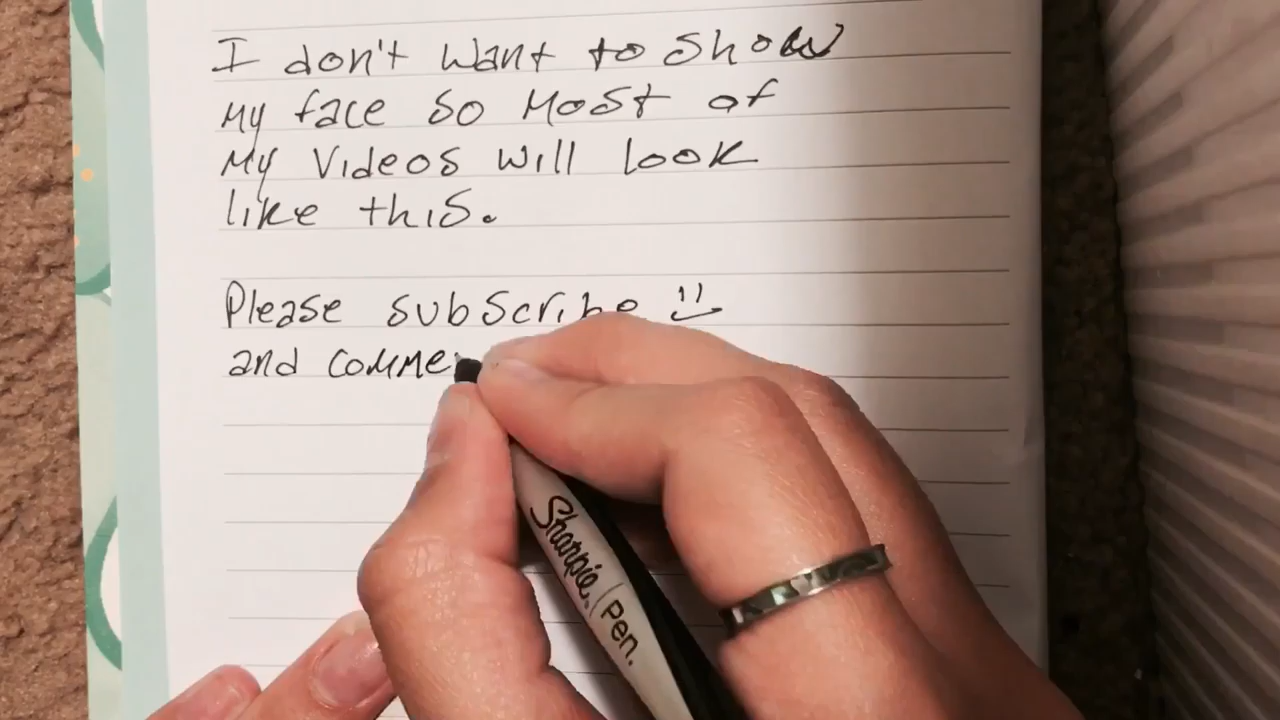 I don't want to show
my face so most of
my videos will look
like this.
Please subscribe :)
and comme
Sharpie. | Pen.